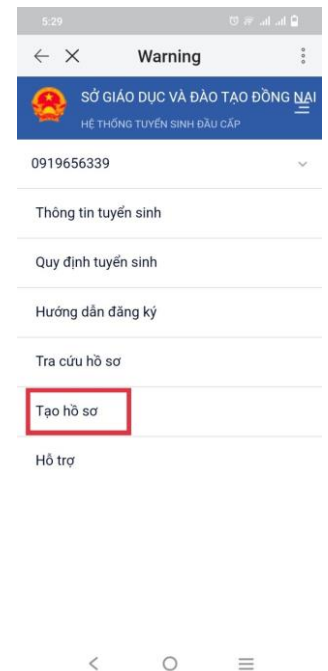 5:29
Warning
SỞ GIÁO DỤC VÀ ĐÀO TẠO ĐỒNG NAI
HỆ THỐNG TUYỂN SINH ĐẦU CẤP
0919656339
Thông tin tuyển sinh
Quy định tuyển sinh
Hướng dẫn đăng ký
Tra cứu hồ sơ
Tạo hồ sơ
Hỗ trợ